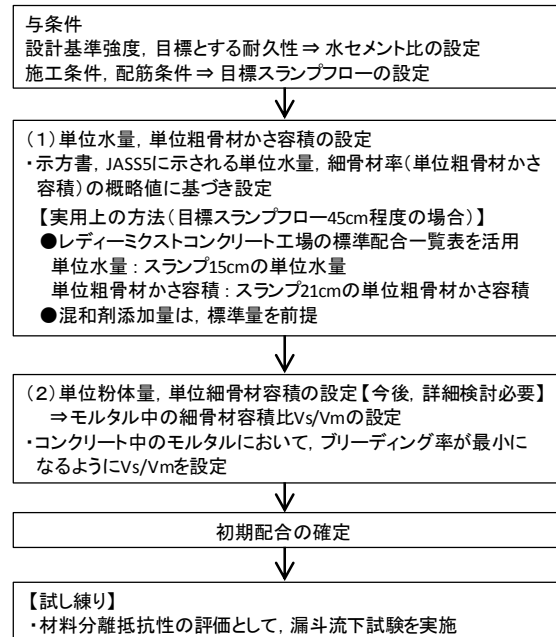 与条件
設計基準強度，目標とする耐久性⇒ 水セメント比の設定
施工条件，配筋条件⇒ 目標スランプフローの設定
（１）単位水量，単位粗骨材かさ容積の設定
・示方書，JASS5に示される単位水量，細骨材率（単位粗骨材かさ
容積）の概略値に基づき設定
【実用上の方法（目標スランプフロー45cm程度の場合）】
●レディーミクストコンクリート工場の標準配合一覧表を活用
単位水量：スランプ15cmの単位水量
単位粗骨材かさ容積：スランプ21cmの単位粗骨材かさ容積
●混和剤添加量は，標準量を前提
（２）単位粉体量，単位細骨材容積の設定【今後，詳細検討必要】
⇒モルタル中の細骨材容積比Vs/Vmの設定
・コンクリート中のモルタルにおいて，ブリーディング率が最小に
なるようにVs/Vmを設定
初期配合の確定
【試し練り】
・材料分離抵抗性の評価として，漏斗流下試験を実施